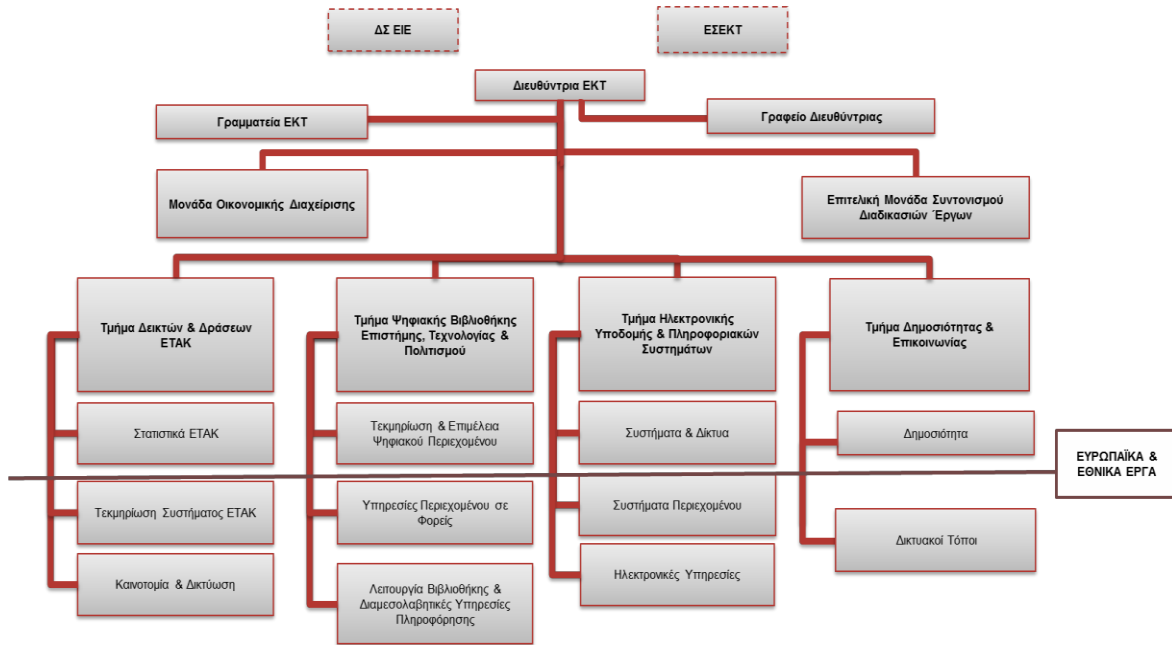 ΔΣ ΕΙΕ
ΕΣΕΚΤ
Διευθύντρια ΕΚΤ
Γραμματεία ΕΚΤ
Γραφείο Διευθύντριας
Μονάδα Οικονομικής Διαχείρισης
Επιτελική Μονάδα Συντονισμού
Διαδικασιών Έργων
Τμήμα Δεικτών & Δράσεων
ΕΤΑΚ
Τμήμα Ψηφιακής Βιβλιοθήκης
Επιστήμης, Τεχνολογίας &
Πολιτισμού
Τμήμα Ηλεκτρονικής
Υποδομής & Πληροφοριακών
Συστημάτων
Τμήμα Δημοσιότητας &
Επικοινωνίας
Στατιστικά ΕΤΑΚ
Τεκμηρίωση & Επιμέλεια
Ψηφιακού Περιεχομένου
Συστήματα & Δίκτυα
Δημοσιότητα
ΕΥΡΩΠΑΪΚΑ &
ΕΘΝΙΚΑ ΕΡΓΑ
Τεκμηρίωση Συστήματος ΕΤΑΚ
Υπηρεσίες Περιεχομένου σε
Φορείς
Συστήματα Περιεχομένου
Δικτυακοί Τόποι
Καινοτομία & Δικτύωση
Λειτουργία Βιβλιοθήκης &
Διαμεσολαβητικές Υπηρεσίες
Πληροφόρησης
Ηλεκτρονικές Υπηρεσίες